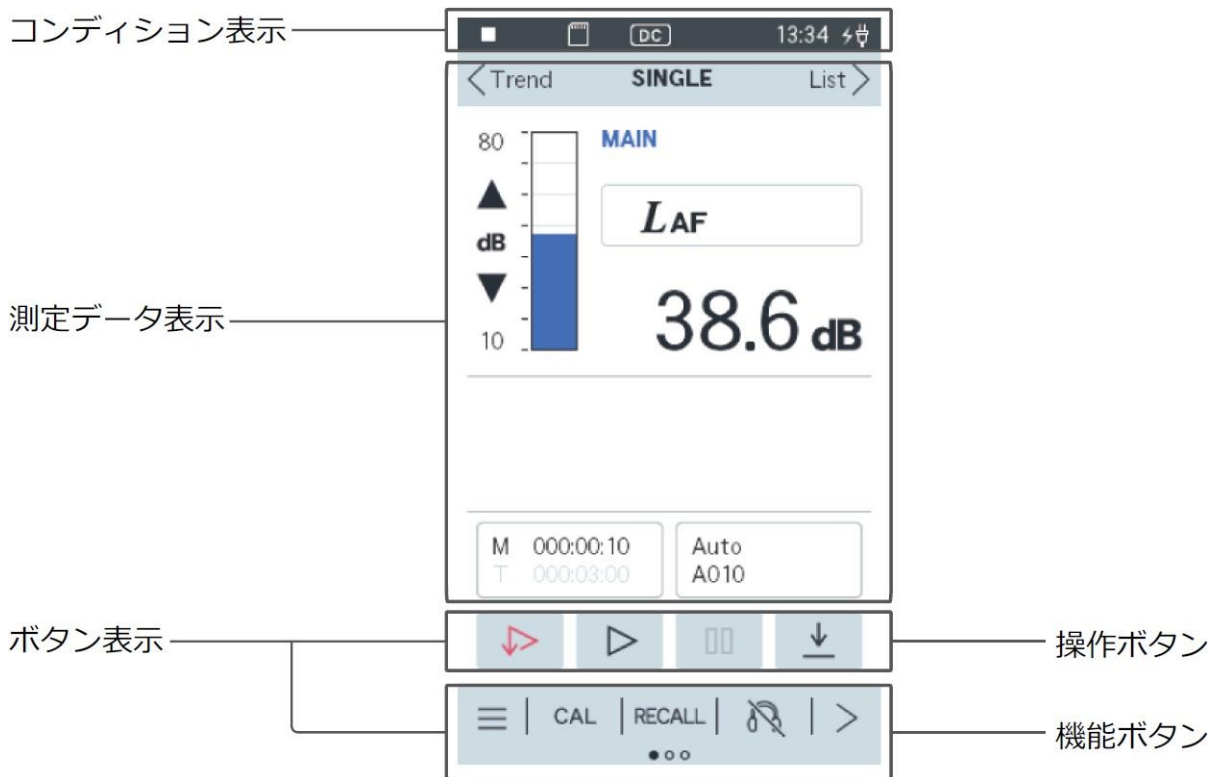 コンディション表示
DC
13:34
Trend
SINGLE
List
80
MAIN
LAF
dB
38.6 dB
測定データ表示
10
M 000:00:10
T 000:03:00
Auto
A010
ボタン表示
操作ボタン
CAL
RECALL
機能ボタン